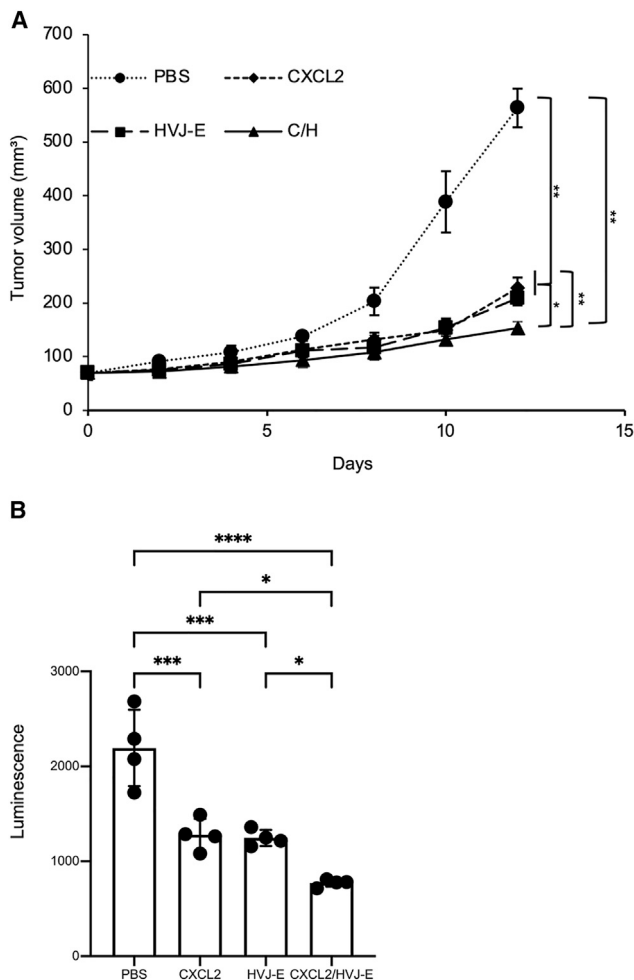 A
700
600
500
400
300
200
100
0
Tumor volume (mm³)
PBS
CXCL2
HVJ-E
C/H
**
**
*
**
0
5
10
15
Days
B
****
*
***
***
*
3000
2000
1000
0
Luminescence
PBS
CXCL2
HVJ-E
CXCL2/HVJ-E